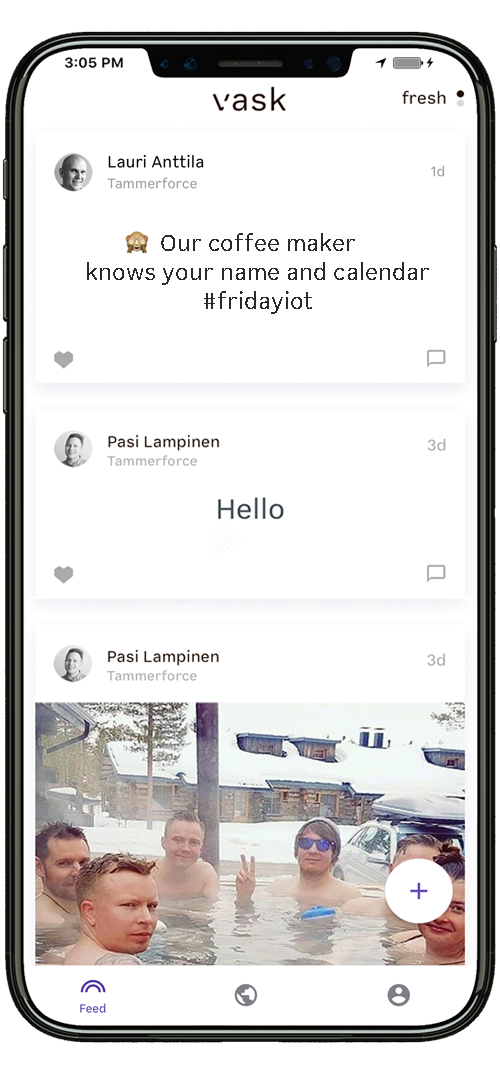 3:05 PM
vask
fresh
Lauri Anttila
1d
Tammerforce
🙈 Our coffee maker
knows your name and calendar
#fridayiot
Pasi Lampinen
3d
Tammerforce
Hello
Pasi Lampinen
3d
Tammerforce
+
Feed